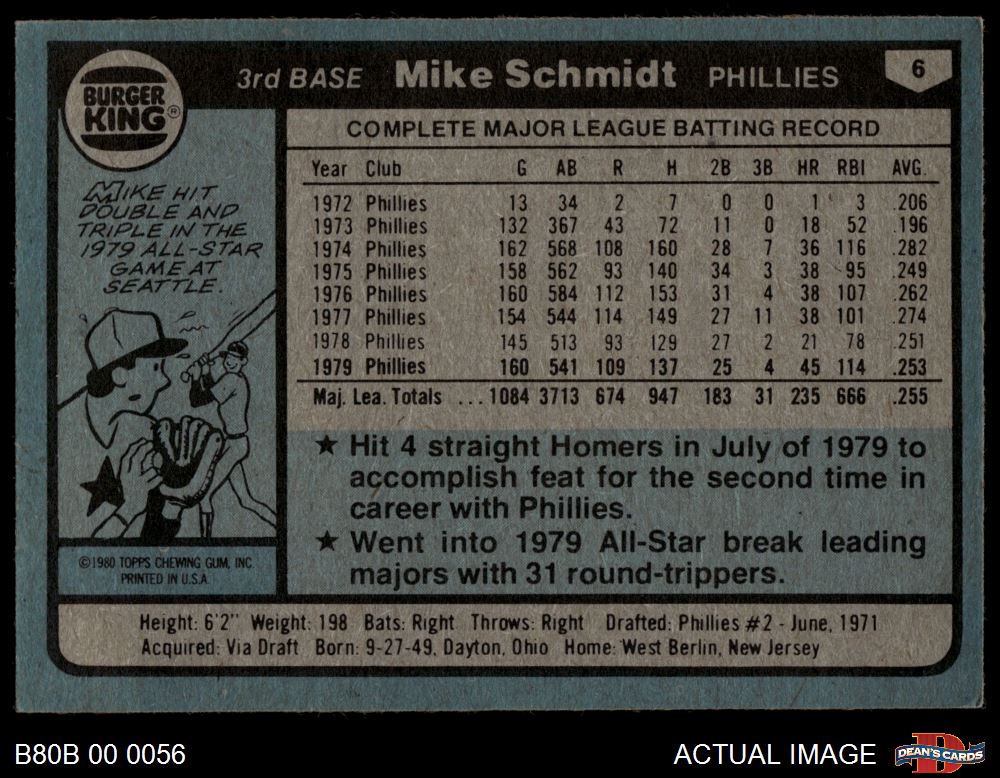 BURGER
KING®
3rd BASE Mike Schmidt PHILLIES 6
MIKE HIT
DOUBLE AND
TRIPLE IN THE
1979 ALL-STAR
GAME AT
SEATTLE.
COMPLETE MAJOR LEAGUE BATTING RECORD
Year Club G AB R H 2B 3B HR RBI AVG.
1972 Phillies 13 34 2 7 0 0 1 3 .206
1973 Phillies 132 367 43 72 11 0 18 52 .196
1974 Phillies 162 568 108 160 28 7 36 116 .282
1975 Phillies 158 562 93 140 34 3 38 95 .249
1976 Phillies 160 584 112 153 31 4 38 107 .262
1977 Phillies 154 544 114 149 27 11 38 101 .274
1978 Phillies 145 513 93 129 27 2 21 78 .251
1979 Phillies 160 541 109 137 25 4 45 114 .253
Maj. Lea. Totals ... 1084 3713 674 947 183 31 235 666 .255
★ Hit 4 straight Homers in July of 1979 to
accomplish feat for the second time in
career with Phillies.
★ Went into 1979 All-Star break leading
majors with 31 round-trippers.
©1980 TOPPS CHEWING GUM, INC.
PRINTED IN U.S.A.
Height: 6'2" Weight: 198 Bats: Right Throws: Right Drafted: Phillies #2 - June, 1971
Acquired: Via Draft Born: 9-27-49, Dayton, Ohio Home: West Berlin, New Jersey
B80B 00 0056 ACTUAL IMAGE DEAN'S CARDS